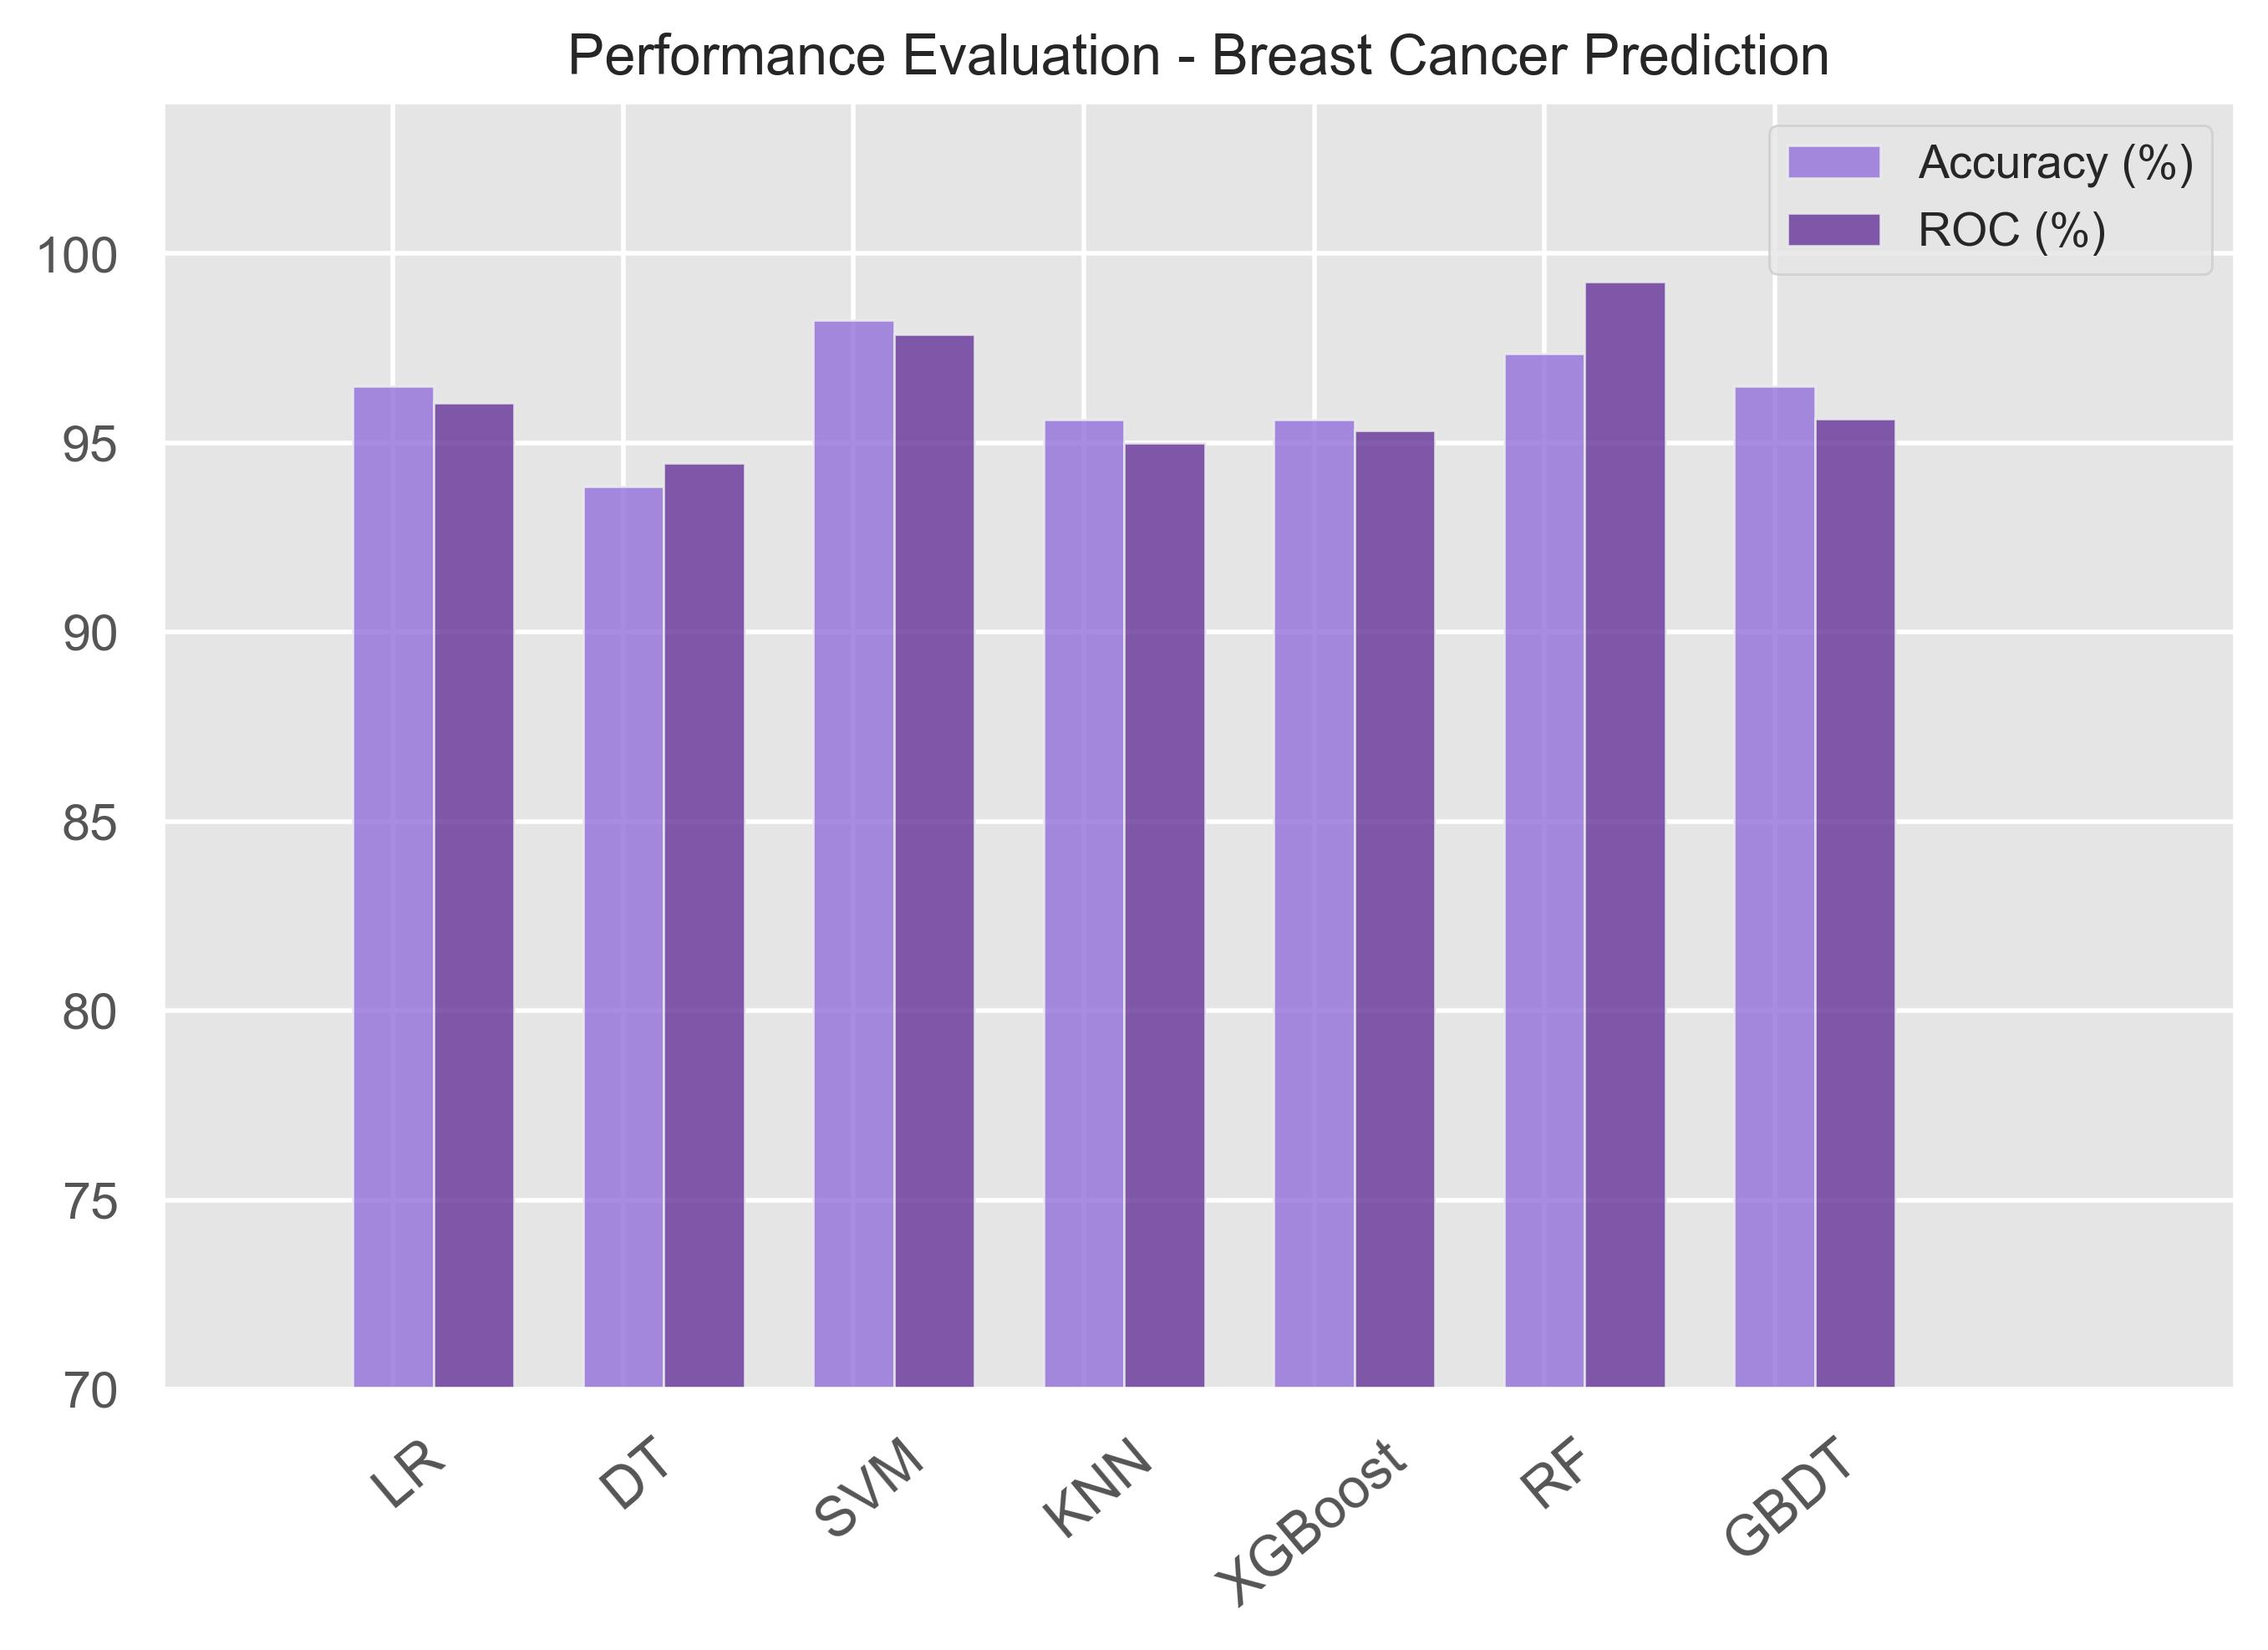 Performance Evaluation - Breast Cancer Prediction
Accuracy (%)
ROC (%)
100
95
90
85
80
75
70
LR
DT
SVM
KNN
XGBoost
RF
GBDT